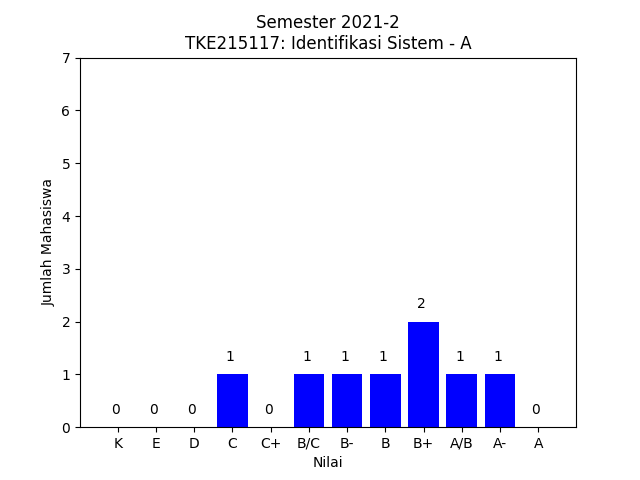 Semester 2021-2
TKE215117: Identifikasi Sistem - A
7
6
5
4
3
2
1
0
Jumlah Mahasiswa
0 0 0 1 0 1 1 1 2 1 1 0
K E D C C+ B/C B- B B+ A/B A- A
Nilai